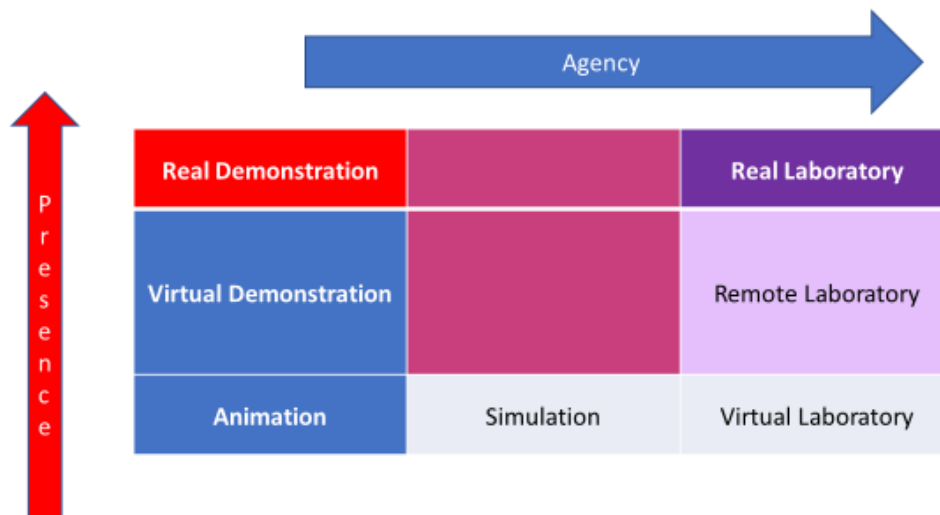 Agency
Presence
Real Demonstration
Real Laboratory
Virtual Demonstration
Remote Laboratory
Animation
Simulation
Virtual Laboratory